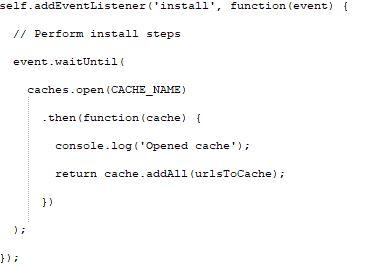 self.addEventListener('install', function(event) {
  // Perform install steps
  event.waitUntil(
    caches.open(CACHE_NAME)
      .then(function(cache) {
        console.log('Opened cache');
        return cache.addAll(urlsToCache);
      })
  );
});